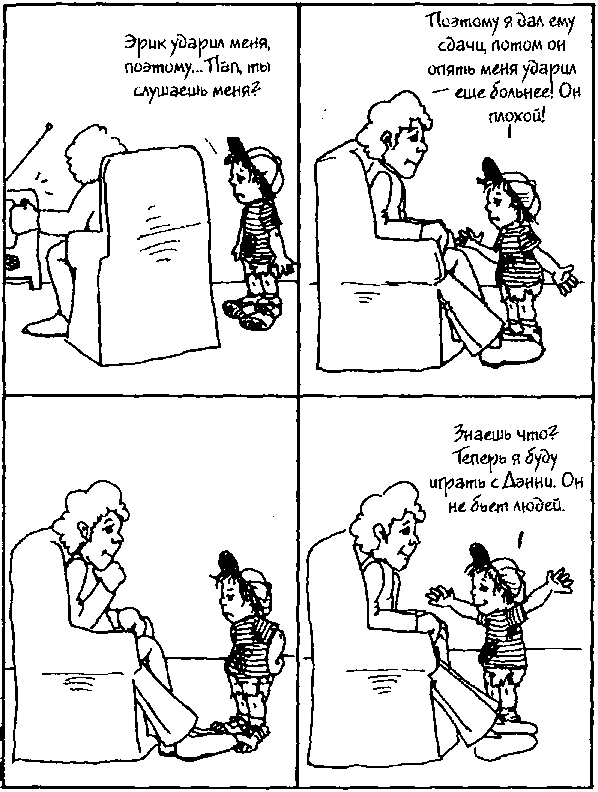 Эрик ударил меня,
поэтому... Пап, ты
слушаешь меня?
Поэтому я дал ему
сдачи, потом он
опять меня ударил
— еще больнее! Он
плохой!
Знаешь что?
Теперь я буду
играть с Дэнни. Он
не бьет людей.